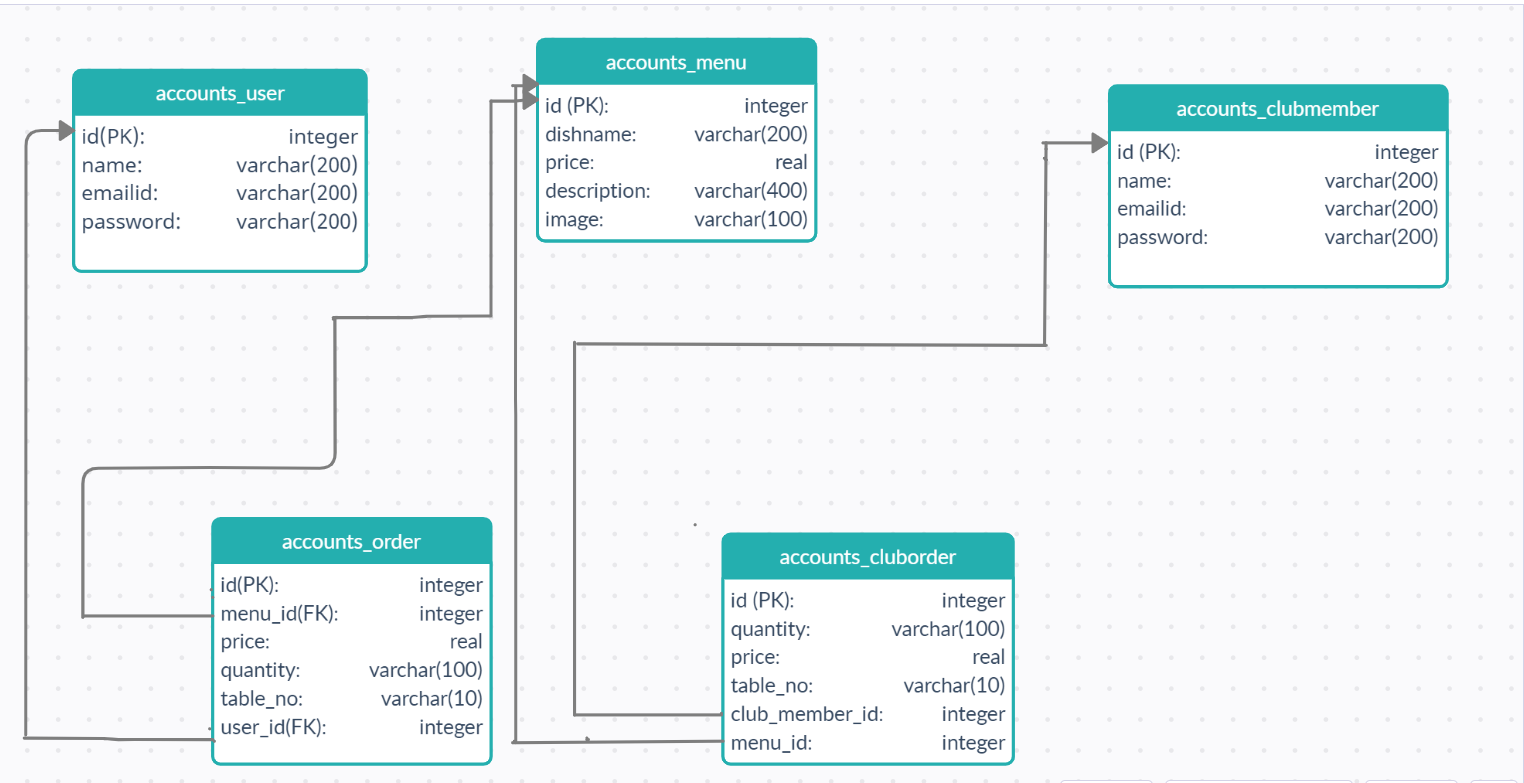 accounts_user
id(PK): integer
name: varchar(200)
emailid: varchar(200)
password: varchar(200)
accounts_menu
id (PK): integer
dishname: varchar(200)
price: real
description: varchar(400)
image: varchar(100)
accounts_clubmember
id (PK): integer
name: varchar(200)
emailid: varchar(200)
password: varchar(200)
accounts_order
id(PK): integer
menu_id(FK): integer
price: real
quantity: varchar(100)
table_no: varchar(10)
user_id(FK): integer
accounts_cluborder
id (PK): integer
quantity: varchar(100)
price: real
table_no: varchar(10)
club_member_id: integer
menu_id: integer